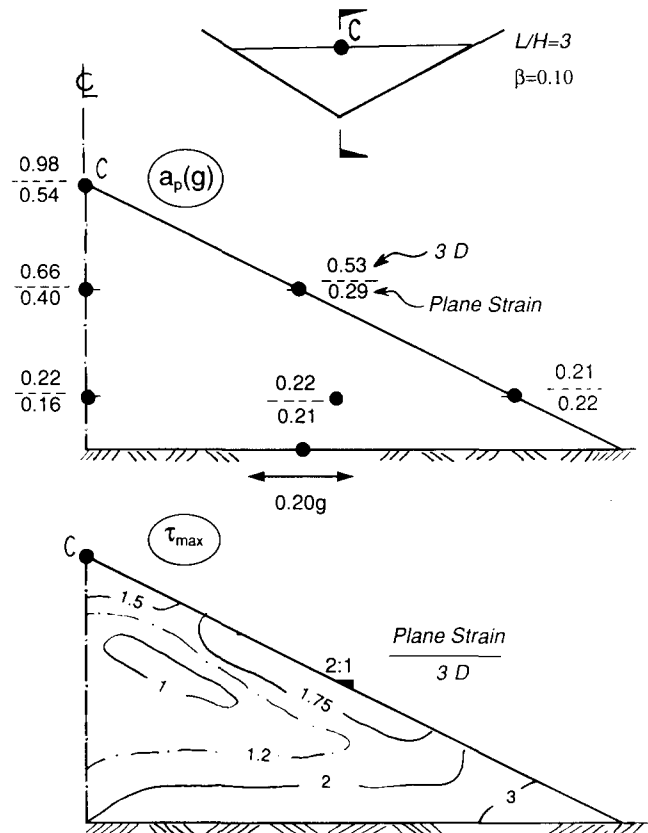 C
L/H=3
β=0.10
℄
0.98
0.54
C
aₚ(g)
0.66
0.40
0.53
0.29
3 D
Plane Strain
0.22
0.16
0.22
0.21
0.21
0.22
0.20g
C
τmax
1.5
Plane Strain
3 D
2:1
1
1.75
1.2
2
3